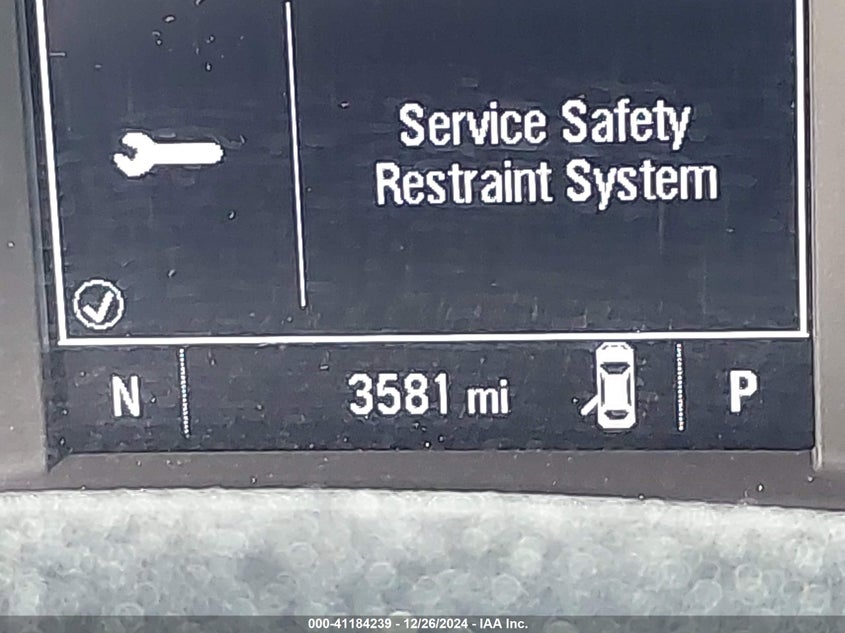 Service Safety
Restraint System
N 3581 mi P
000-41184239 - 12/26/2024 - IAA Inc.